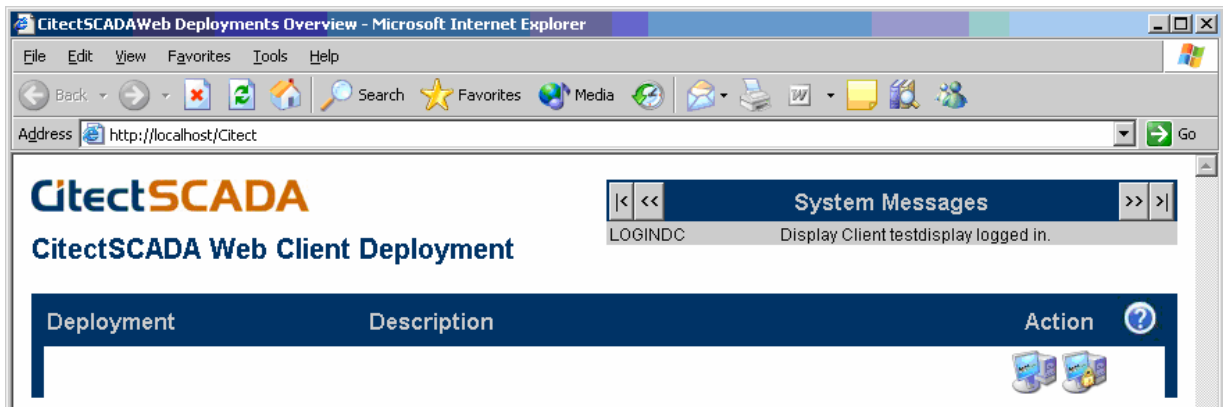 CitectSCADAWeb Deployments Overview - Microsoft Internet Explorer
File Edit View Favorites Tools Help
Back Search Favorites Media
Address http://localhost/Citect Go
CitectSCADA
|< << System Messages >> >|
LOGINDC Display Client testdisplay logged in.
CitectSCADA Web Client Deployment
Deployment Description Action ?